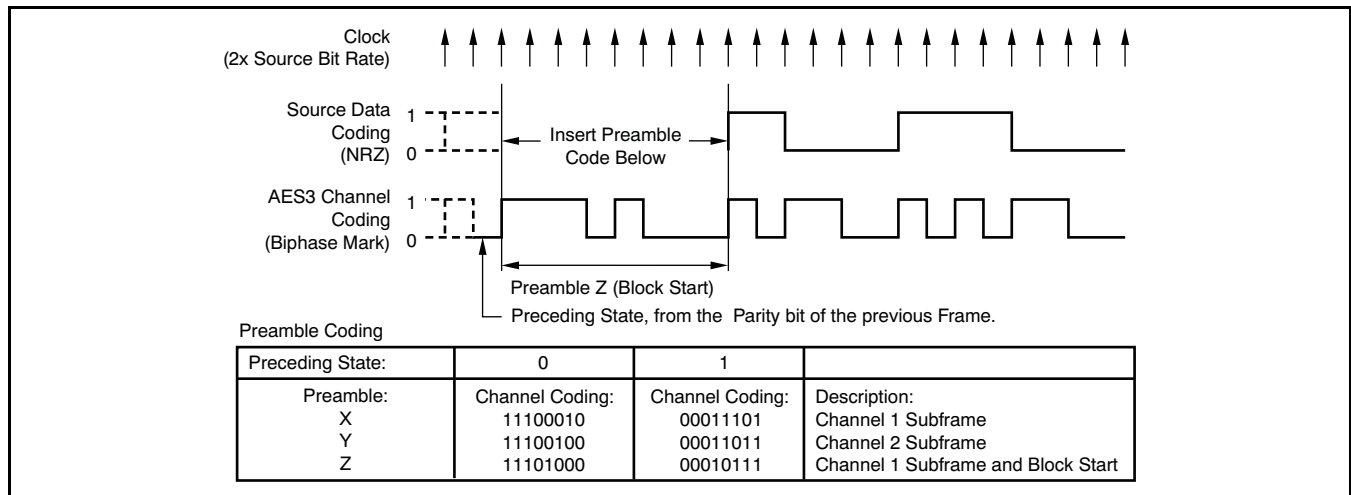 Clock
(2x Source Bit Rate)
Source Data
Coding
(NRZ)
1
0
Insert Preamble
Code Below
AES3 Channel
Coding
(Biphase Mark)
1
0
Preamble Z (Block Start)
Preceding State, from the Parity bit of the previous Frame.
Preamble Coding
Preceding State: 0 1
Preamble: Channel Coding: Channel Coding: Description:
X 11100010 00011101 Channel 1 Subframe
Y 11100100 00011011 Channel 2 Subframe
Z 11101000 00010111 Channel 1 Subframe and Block Start